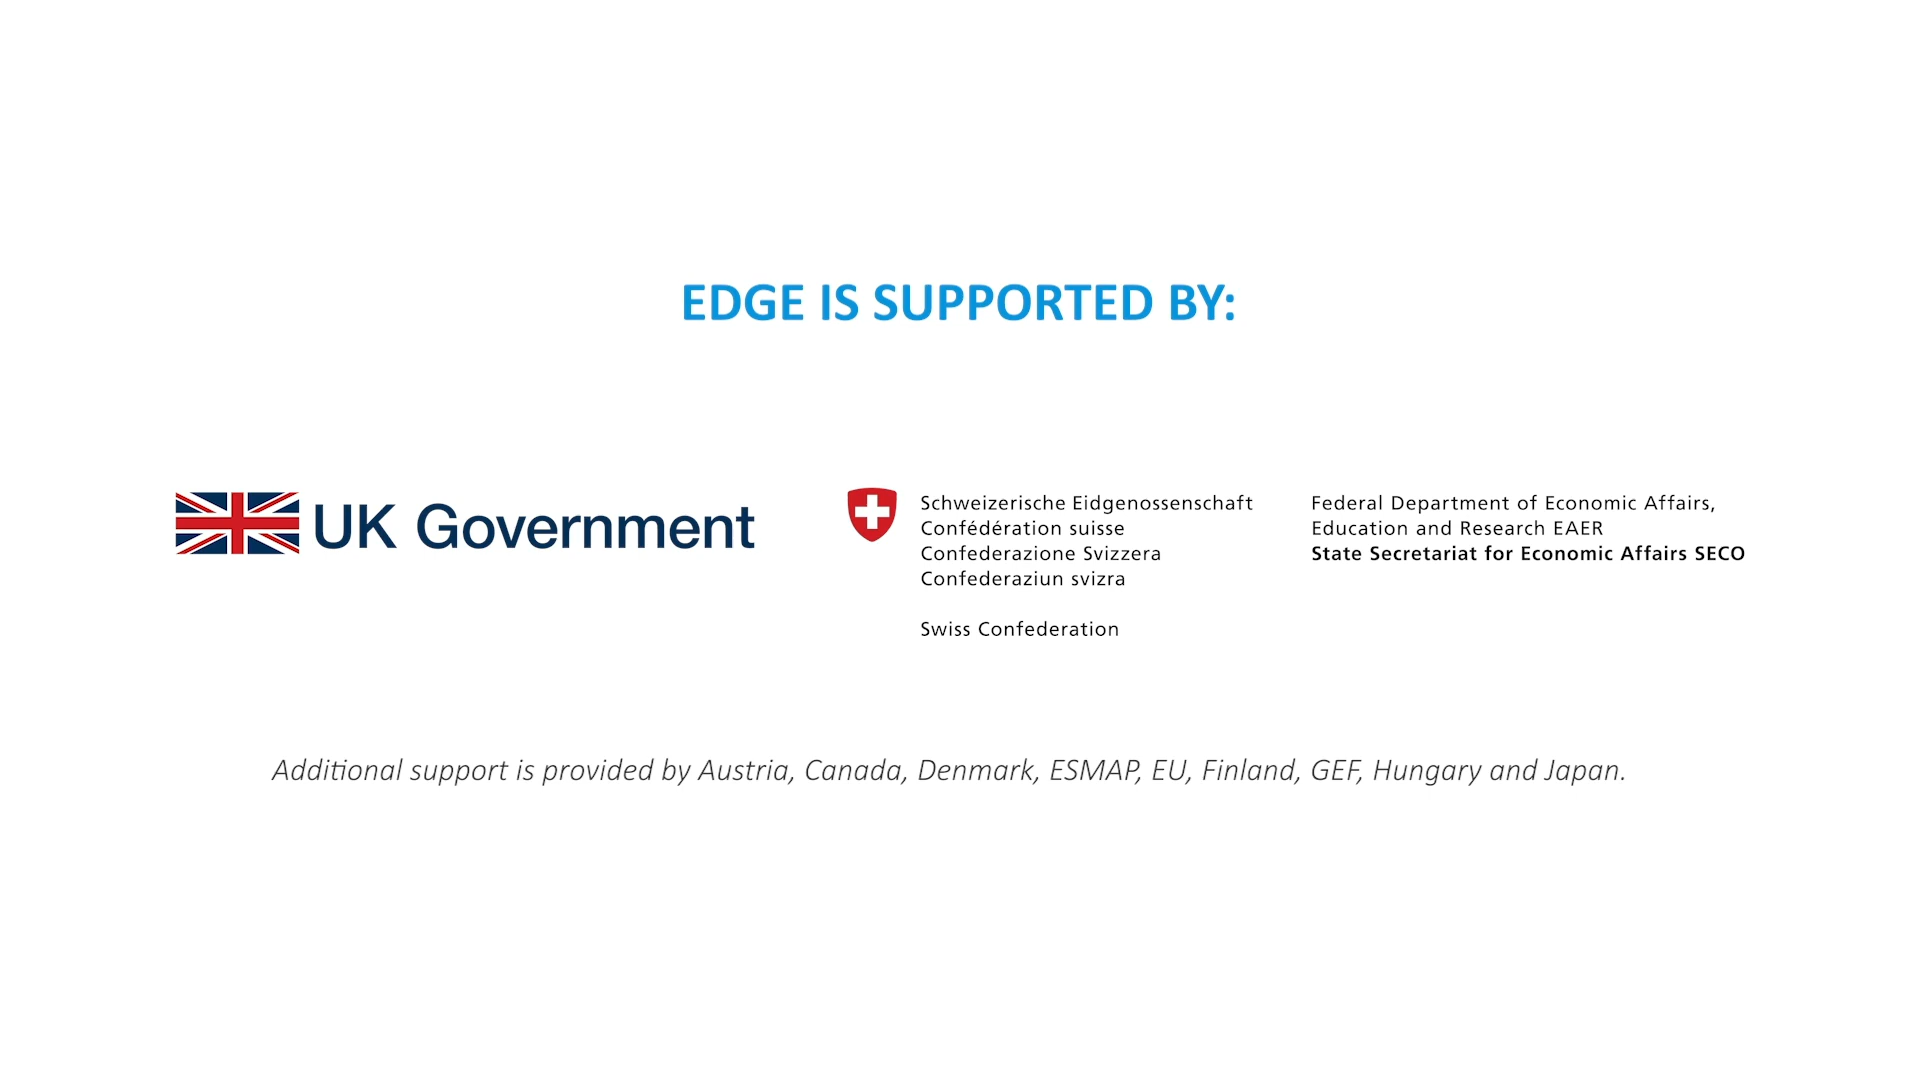 EDGE IS SUPPORTED BY:
UK Government
Schweizerische Eidgenossenschaft
Confédération suisse
Confederazione Svizzera
Confederaziun svizra
Swiss Confederation
Federal Department of Economic Affairs,
Education and Research EAER
State Secretariat for Economic Affairs SECO
Additional support is provided by Austria, Canada, Denmark, ESMAP, EU, Finland, GEF, Hungary and Japan.